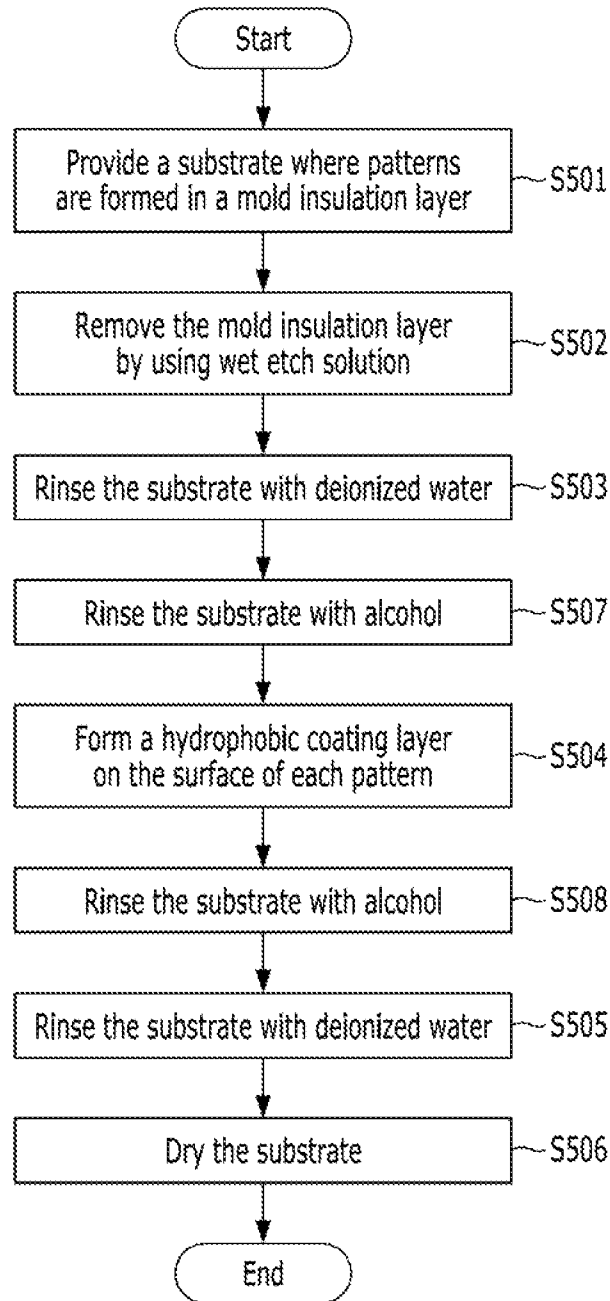 Start
Provide a substrate where patterns
are formed in a mold insulation layer
S501
Remove the mold insulation layer
by using wet etch solution
S502
Rinse the substrate with deionized water
S503
Rinse the substrate with alcohol
S507
Form a hydrophobic coating layer
on the surface of each pattern
S504
Rinse the substrate with alcohol
S508
Rinse the substrate with deionized water
S505
Dry the substrate
S506
End